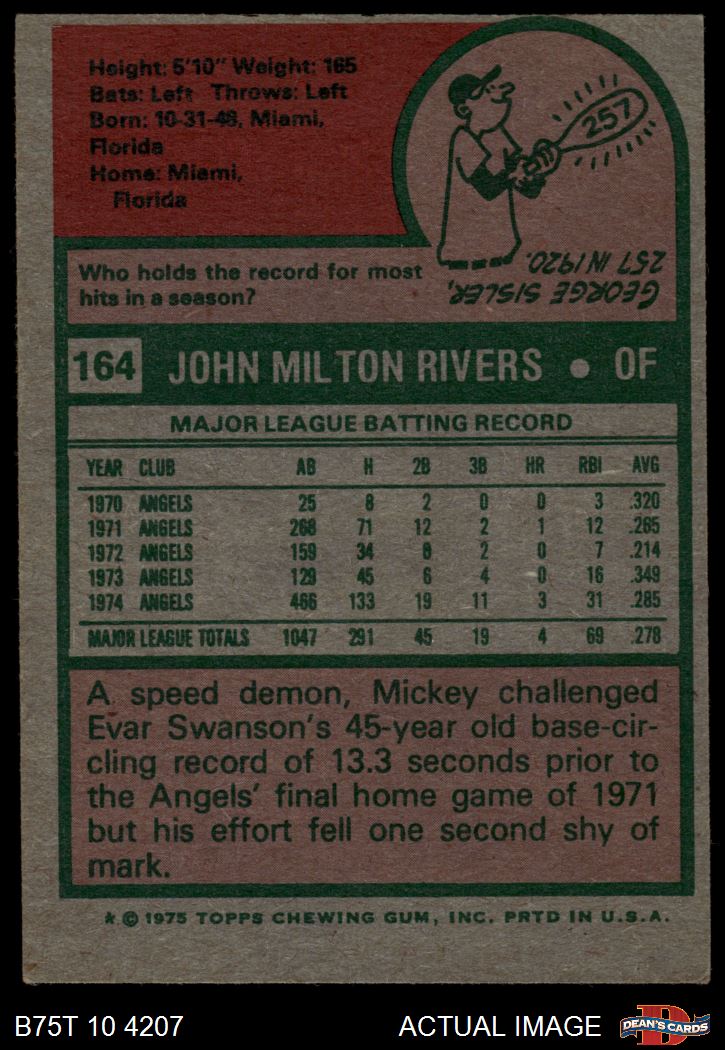 Height: 5'10" Weight: 165
Bats: Left Throws: Left
Born: 10-31-48, Miami,
Florida
Home: Miami,
Florida
257
GEORGE SISLER,
257 IN 1920.
Who holds the record for most
hits in a season?
164 JOHN MILTON RIVERS • OF
MAJOR LEAGUE BATTING RECORD
YEAR CLUB AB H 2B 3B HR RBI AVG
1970 ANGELS 25 8 2 0 0 3 .320
1971 ANGELS 268 71 12 2 1 12 .265
1972 ANGELS 159 34 6 2 0 7 .214
1973 ANGELS 129 45 6 4 0 16 .349
1974 ANGELS 466 133 19 11 3 31 .285
MAJOR LEAGUE TOTALS 1047 291 45 19 4 69 .278
A speed demon, Mickey challenged
Evar Swanson's 45-year old base-cir-
cling record of 13.3 seconds prior to
the Angels' final home game of 1971
but his effort fell one second shy of
mark.
* © 1975 TOPPS CHEWING GUM, INC. PRTD IN U.S.A.
B75T 10 4207 ACTUAL IMAGE D DEAN'S CARDS